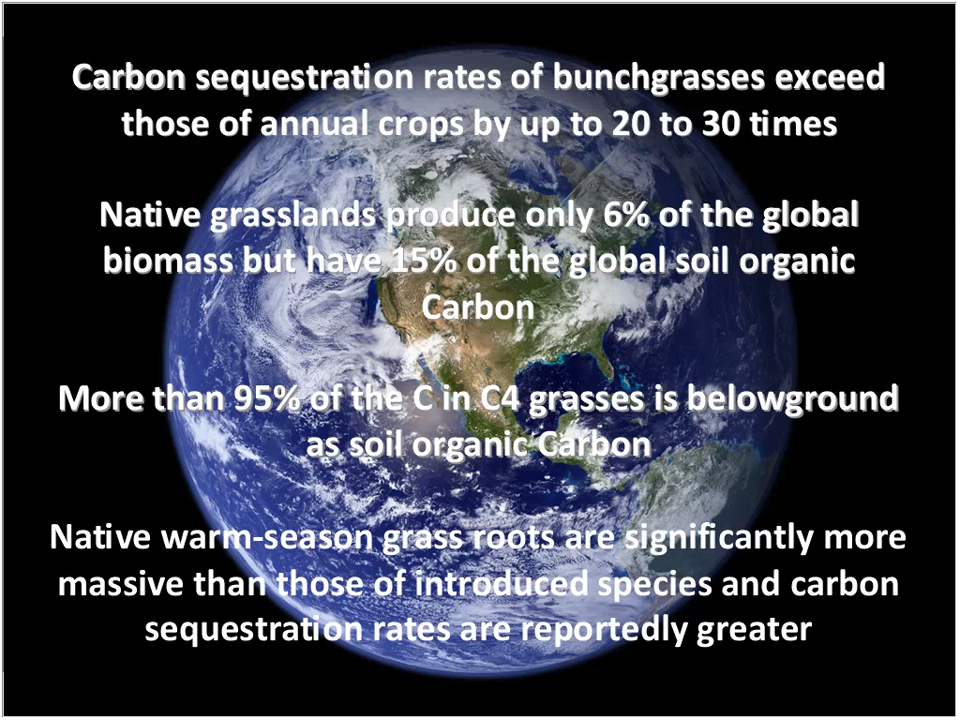 Carbon sequestration rates of bunchgrasses exceed
those of annual crops by up to 20 to 30 times
Native grasslands produce only 6% of the global
biomass but have 15% of the global soil organic
Carbon
More than 95% of the C in C4 grasses is belowground
as soil organic Carbon
Native warm-season grass roots are significantly more
massive than those of introduced species and carbon
sequestration rates are reportedly greater